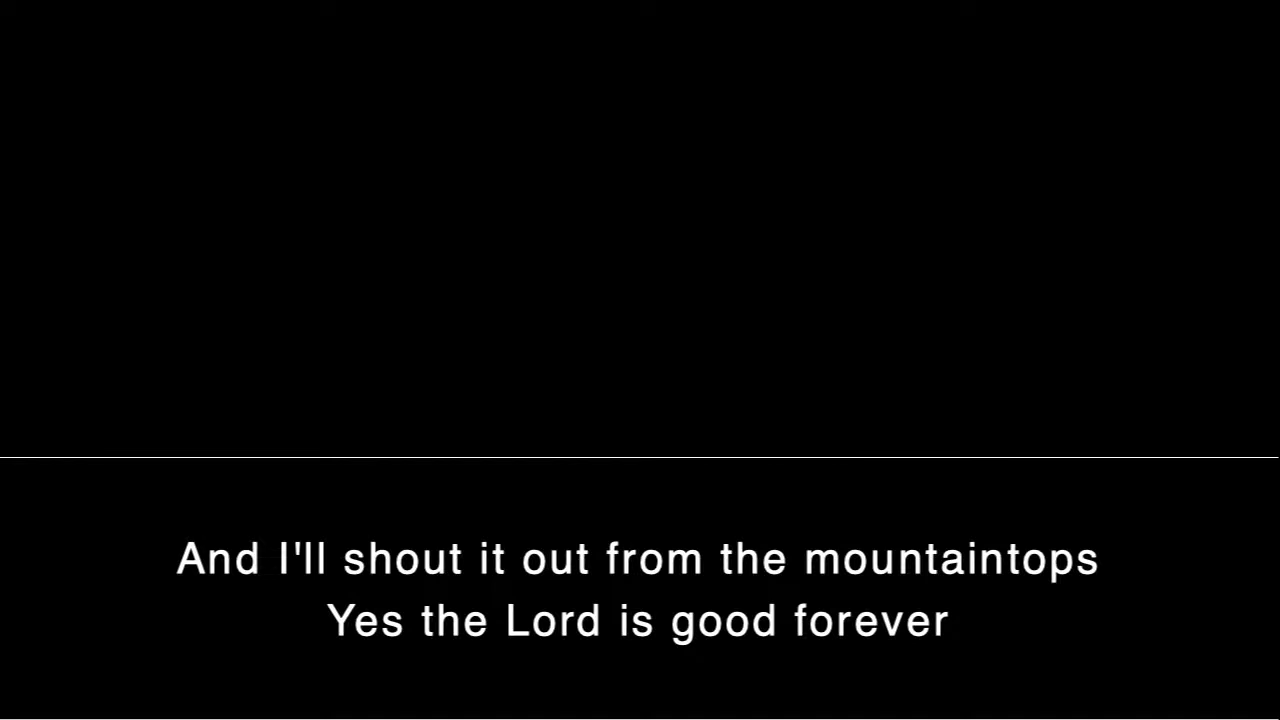 And I'll shout it out from the mountaintops
Yes the Lord is good forever